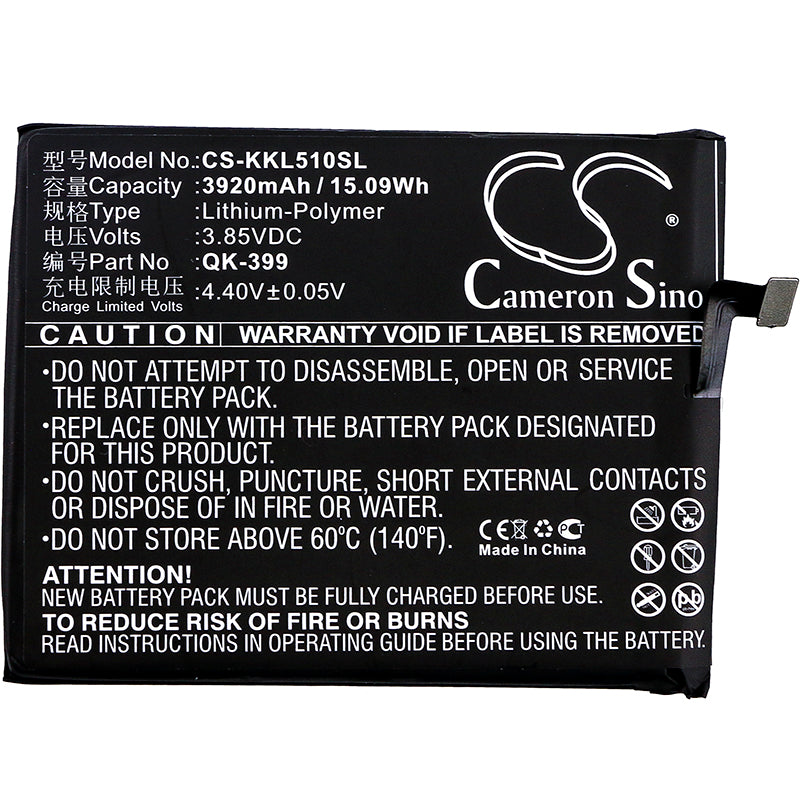 型号Model No.:CS-KKL510SL
容量Capacity :3920mAh / 15.09Wh
规格Type :Lithium-Polymer
电压Volts :3.85VDC
编号Part No :QK-399
充电限制电压 :4.40V±0.05V
Charge Limited Volts
CS ®
Cameron Sino
CAUTION WARRANTY VOID IF LABEL IS REMOVED
•DO NOT ATTEMPT TO DISASSEMBLE, OPEN OR SERVICE
THE BATTERY PACK.
•REPLACE ONLY WITH THE BATTERY PACK DESIGNATED
FOR THIS PRODUCT.
•DO NOT CRUSH, PUNCTURE, SHORT EXTERNAL CONTACTS
OR DISPOSE OF IN FIRE OR WATER.
•DO NOT STORE ABOVE 60°C (140°F).
CE PCT
Made In China
Pb
ATTENTION!
NEW BATTERY PACK MUST BE FULLY CHARGED BEFORE USE.
TO REDUCE RISK OF FIRE OR BURNS
READ INSTRUCTIONS IN OPERATING GUIDE BEFORE USING THE BATTERY.